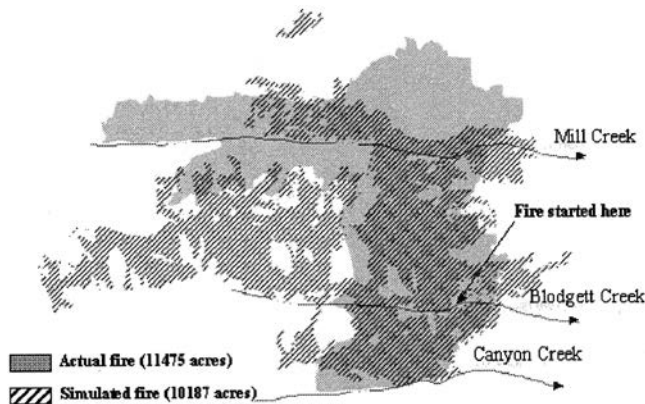 Mill Creek
Fire started here
Blodgett Creek
Canyon Creek
Actual fire (11475 acres)
Simulated fire (10187 acres)